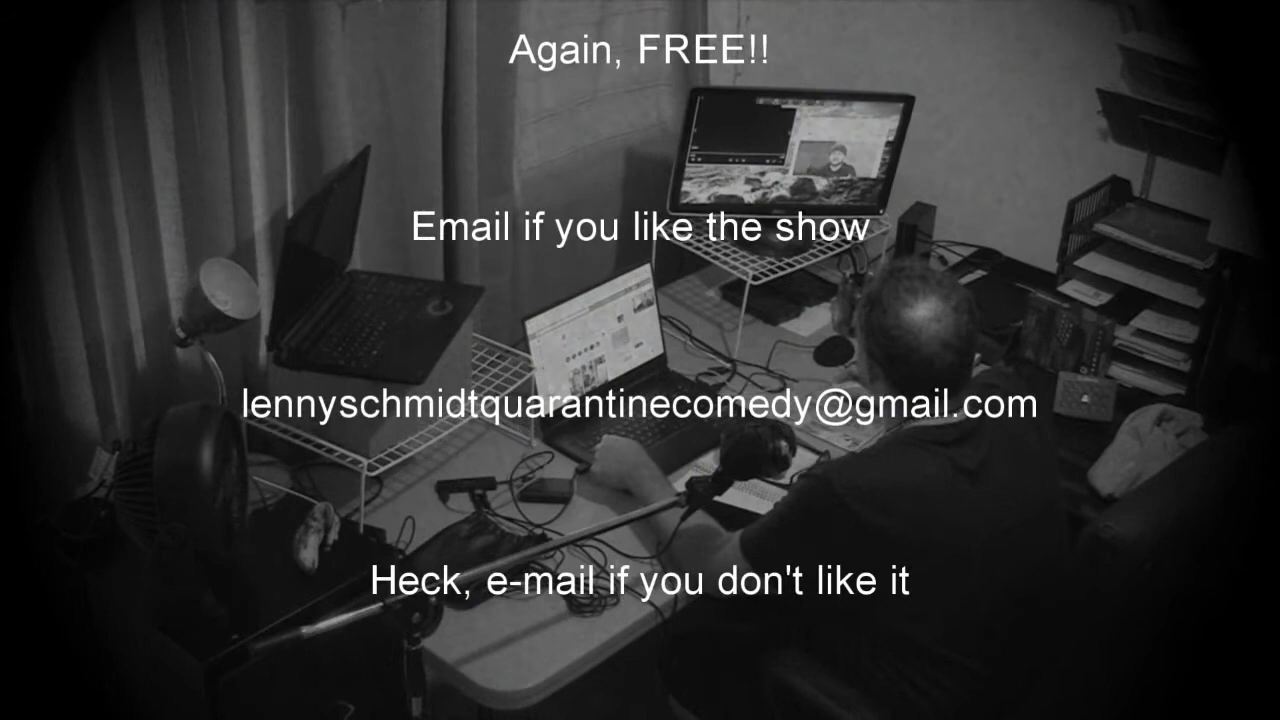 Again, FREE!!
Email if you like the show
lennyschmidtquarantinecomedy@gmail.com
Heck, e-mail if you don't like it